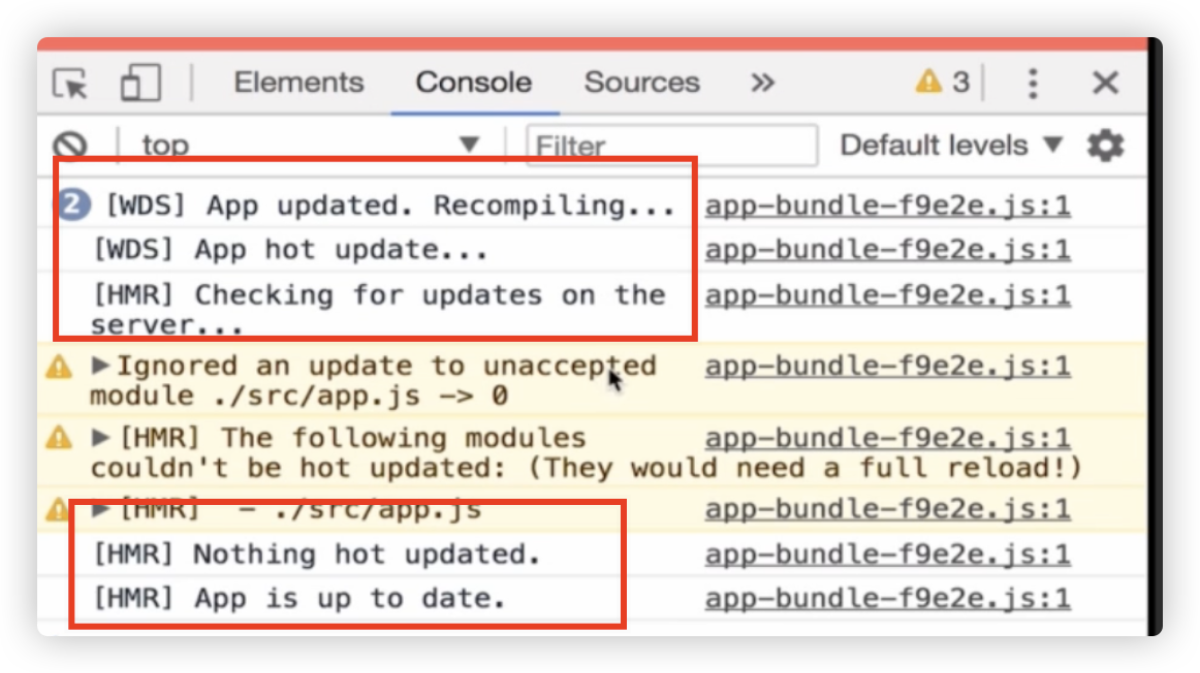 Elements Console Sources » 3
top Filter Default levels
2 [WDS] App updated. Recompiling... app-bundle-f9e2e.js:1
[WDS] App hot update... app-bundle-f9e2e.js:1
[HMR] Checking for updates on the app-bundle-f9e2e.js:1
server...
Ignored an update to unaccepted app-bundle-f9e2e.js:1
module ./src/app.js -> 0
[HMR] The following modules app-bundle-f9e2e.js:1
couldn't be hot updated: (They would need a full reload!)
[HMR]  - ./src/app.js app-bundle-f9e2e.js:1
[HMR] Nothing hot updated. app-bundle-f9e2e.js:1
[HMR] App is up to date. app-bundle-f9e2e.js:1